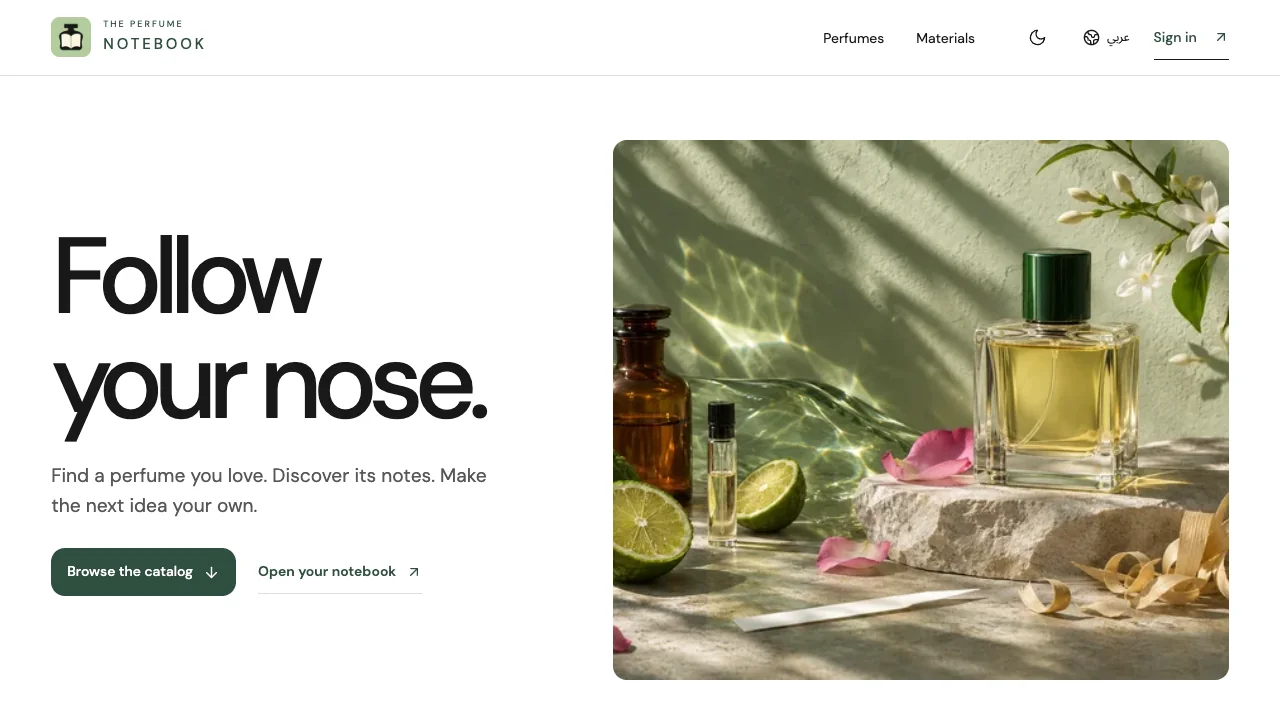 THE PERFUME
NOTEBOOK
Perfumes
Materials
عربي
Sign in
Follow
your nose.
Find a perfume you love. Discover its notes. Make
the next idea your own.
Browse the catalog
Open your notebook